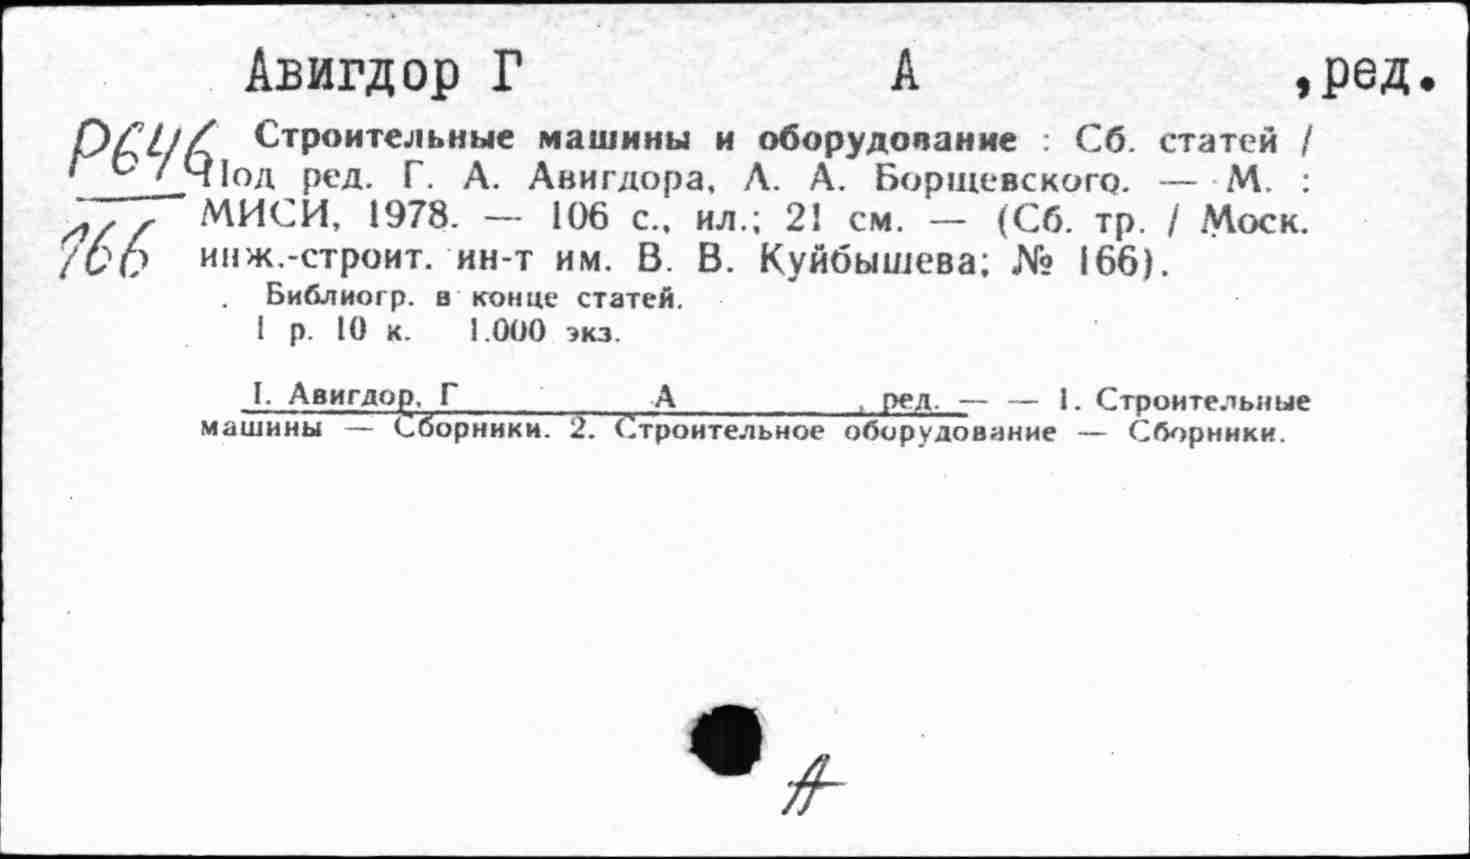 Авигдор Г А ,ред.
Р646
166
Строительные машины и оборудование : Сб. статей /
Под ред. Г. А. Авигдора, Л. А. Борщевского. — М. :
МИСИ, 1978. — 106 с., ил.; 21 см. — (Сб. тр. / Моск.
инж.-строит. ин-т им. В. В. Куйбышева; № 166).
Библиогр. в конце статей.
1 р. 10 к. 1.000 экз.
I. Авигдор, Г А , ред. — — 1. Строительные
машины — Сборники. 2. Строительное оборудование — Сборники.